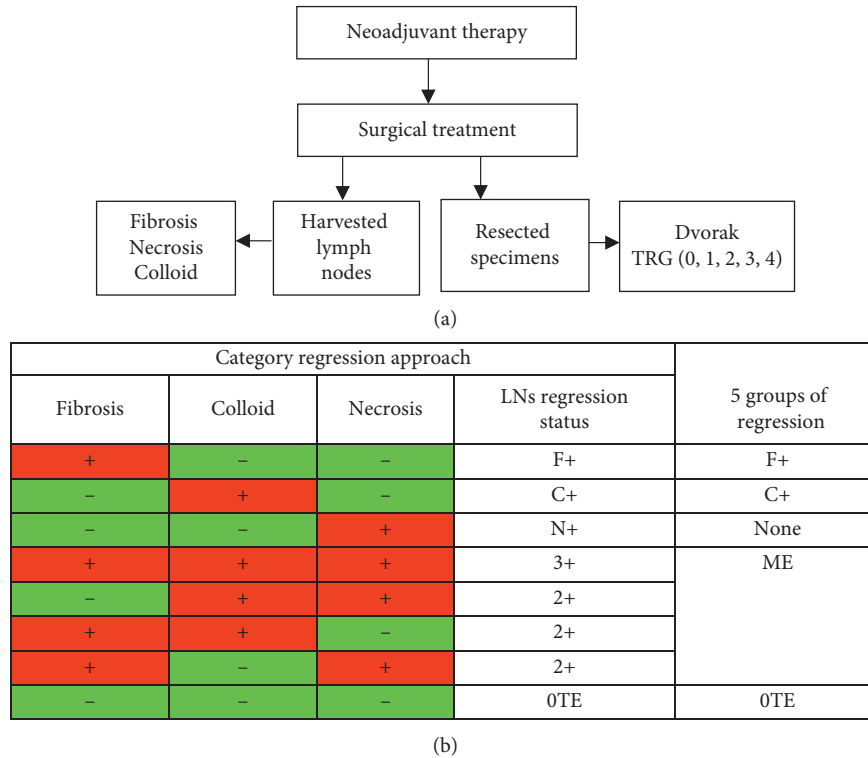 Neoadjuvant therapy
Surgical treatment
Fibrosis
Necrosis
Colloid
Harvested
lymph
nodes
Resected
specimens
Dvorak
TRG (0, 1, 2, 3, 4)
(a)
Category regression approach
5 groups of
regression
Fibrosis
Colloid
Necrosis
LNs regression
status
+ – – F+ F+
– + – C+ C+
– – + N+ None
+ + + 3+ ME
– + + 2+
+ + – 2+
+ – + 2+
– – – 0TE 0TE
(b)